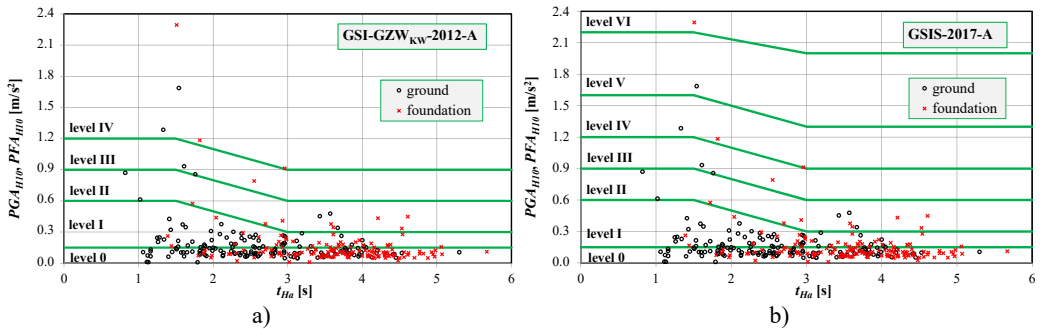 GSI-GZW_KW-2012-A
ground
foundation
PGA_H10, PFA_H10 [m/s²]
2.4
2.1
1.8
1.5
1.2
0.9
0.6
0.3
0.0
level IV
level III
level II
level I
level 0
0 1 2 3 4 5 6
t_Ha [s]
a)
GSIS-2017-A
ground
foundation
PGA_H10, PFA_H10 [m/s²]
2.4
2.1
1.8
1.5
1.2
0.9
0.6
0.3
0.0
level VI
level V
level IV
level III
level II
level I
level 0
0 1 2 3 4 5 6
t_Ha [s]
b)